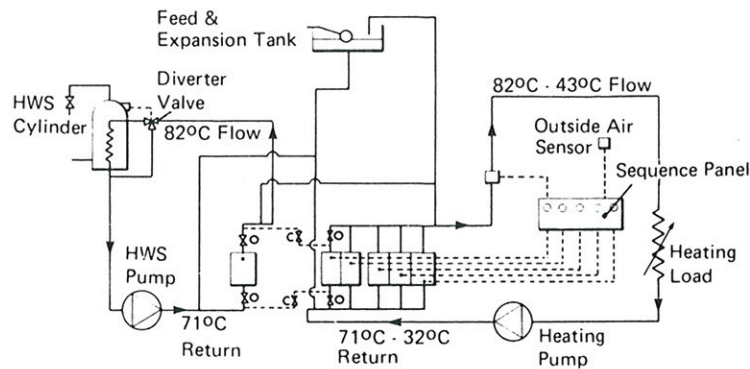 Feed &
Expansion Tank
Diverter
Valve
HWS
Cylinder
82°C Flow
82°C - 43°C Flow
Outside Air
Sensor
Sequence Panel
O
C
O
HWS
Pump
O
C
O
Heating
Load
71°C
Return
71°C - 32°C
Return
Heating
Pump